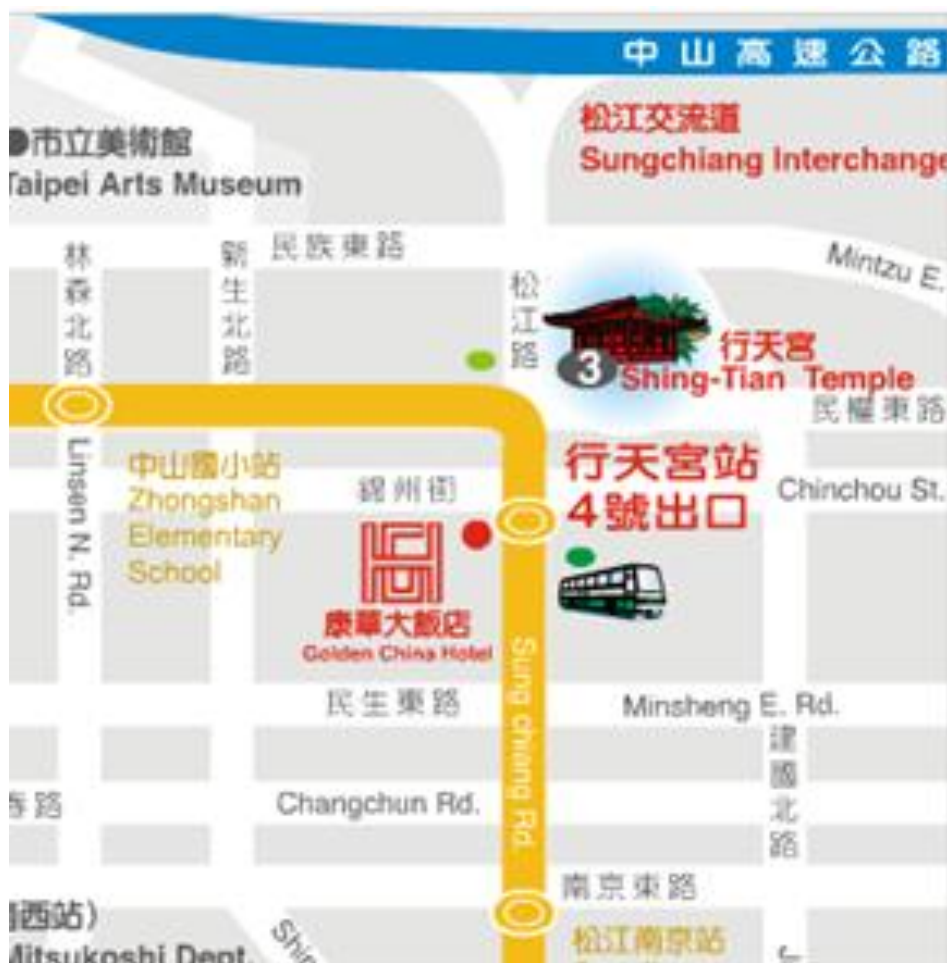 中山高速公路
松江交流道
Sungchiang Interchange
市立美術館
Taipei Arts Museum
民族東路
Mintzu E.
林森北路
新生北路
松江路
3
行天宮
Shing-Tian Temple
民權東路
Linsen N. Rd.
中山國小站
Zhongshan
Elementary
School
錦州街
行天宮站
4號出口
Chinchou St.
康華大飯店
Golden China Hotel
Sung chiang Rd.
民生東路
Minsheng E. Rd.
建國北路
春路
Changchun Rd.
南京東路
西站)
Mitsukoshi Dept.
松江南京站